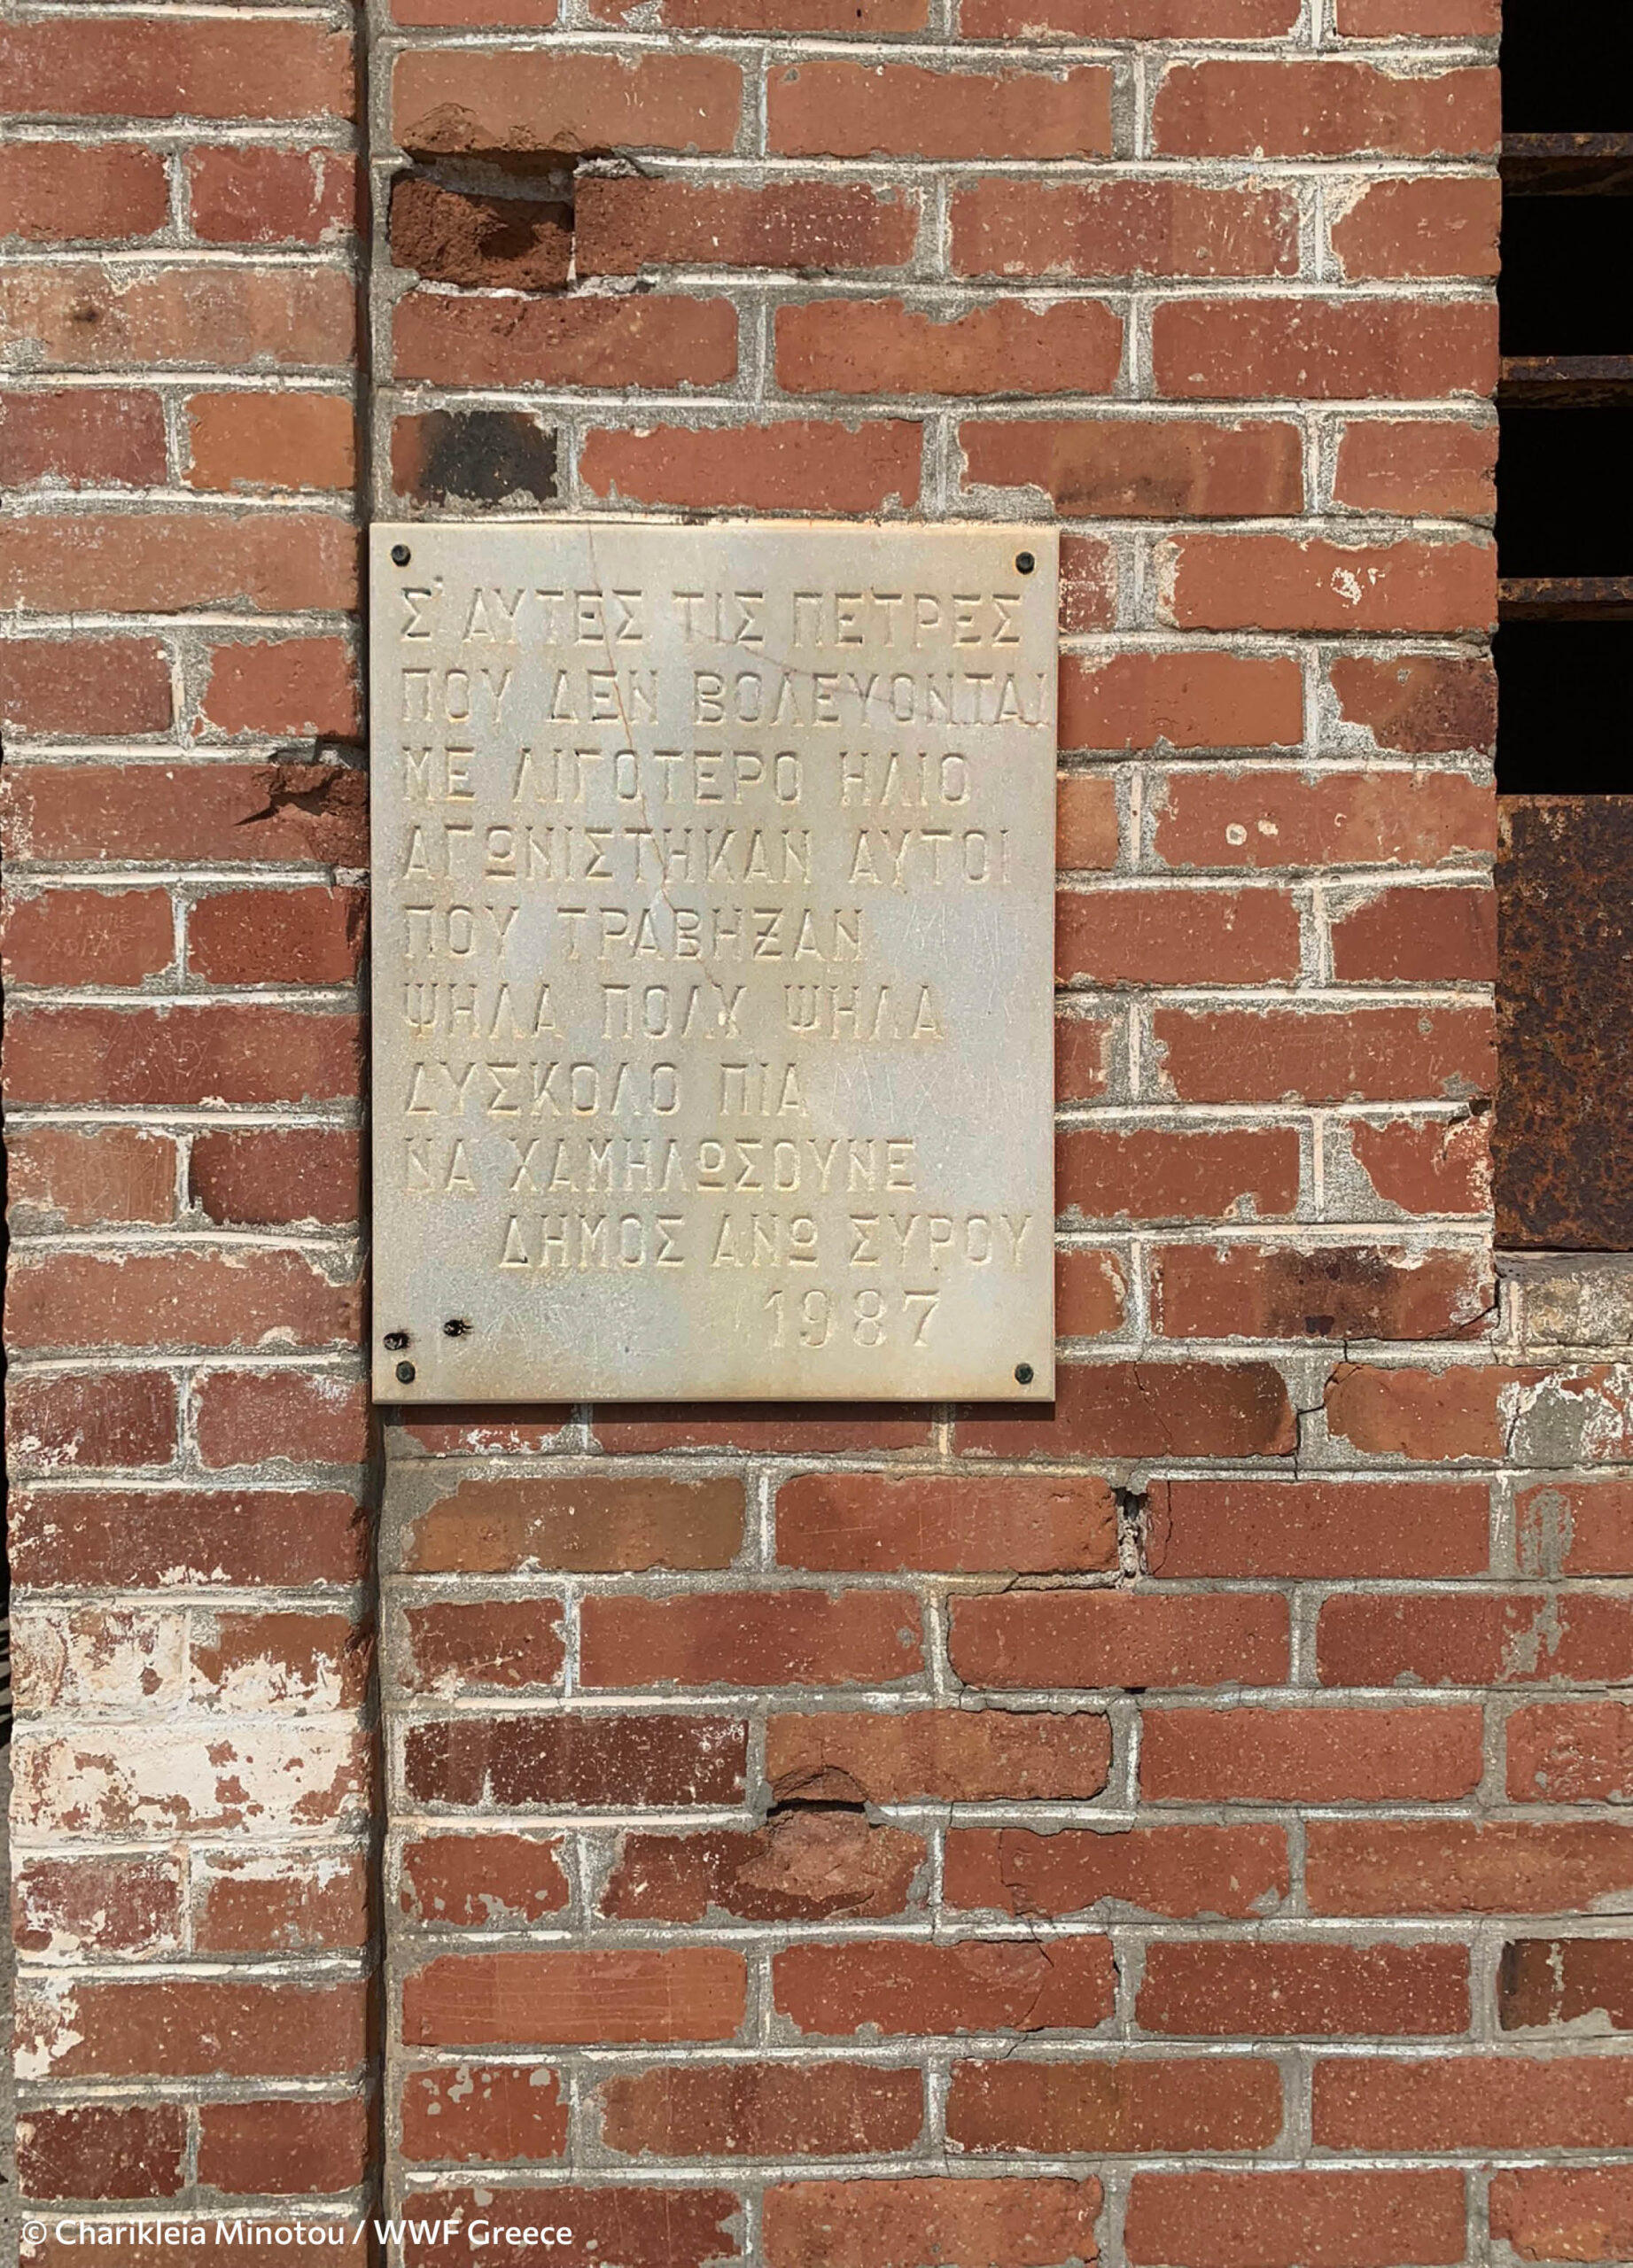 Σ' ΑΥΤΕΣ ΤΙΣ ΠΕΤΡΕΣ
ΠΟΥ ΔΕΝ ΒΟΛΕΥΟΝΤΑΙ
ΜΕ ΛΙΓΟΤΕΡΟ ΗΛΙΟ
ΑΓΩΝΙΣΤΗΚΑΝ ΑΥΤΟΙ
ΠΟΥ ΤΡΑΒΗΞΑΝ
ΨΗΛΑ ΠΟΛΥ ΨΗΛΑ
ΔΥΣΚΟΛΟ ΠΙΑ
ΝΑ ΧΑΜΗΛΩΣΟΥΝΕ
ΔΗΜΟΣ ΑΝΩ ΣΥΡΟΥ
1987
© Charikleia Minotou / WWF Greece